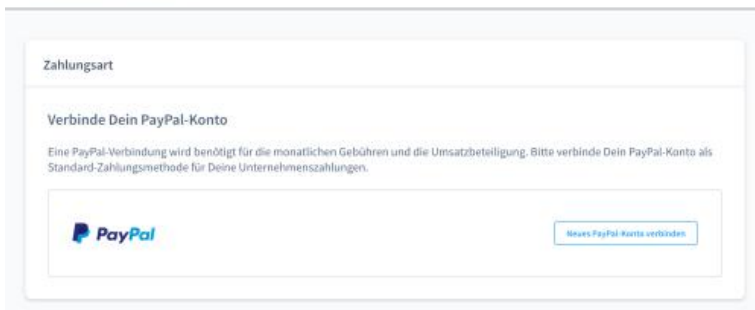 Zahlungsart
Verbinde Dein PayPal-Konto
Eine PayPal-Verbindung wird benötigt für die monatlichen Gebühren und die Umsatzbeteiligung. Bitte verbinde Dein PayPal-Konto als
Standard-Zahlungsmethode für Deine Unternehmenszahlungen.
PayPal
Neues PayPal-Konto verbinden